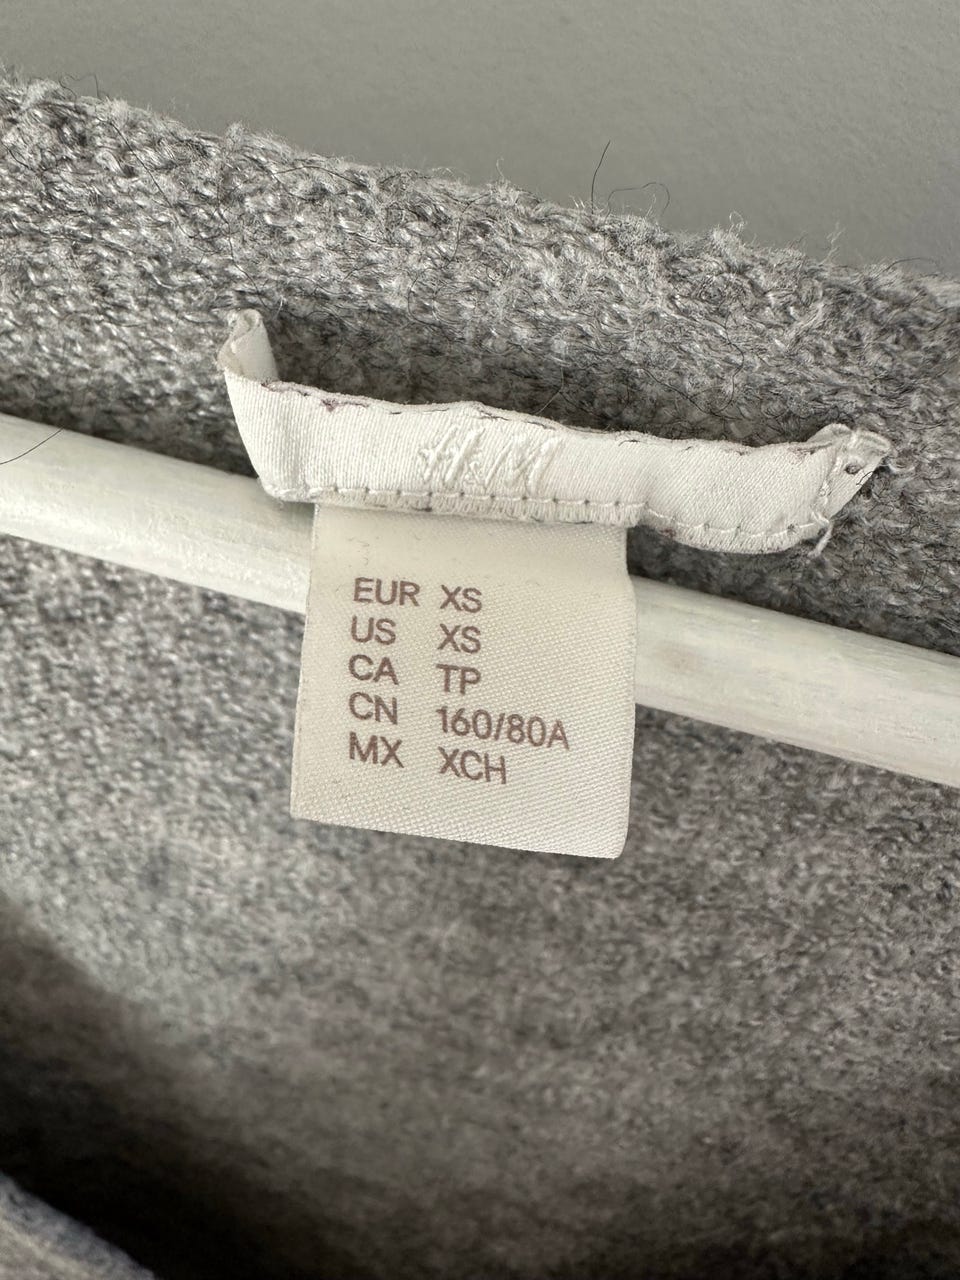 H&M
EUR XS
US XS
CA TP
CN 160/80A
MX XCH